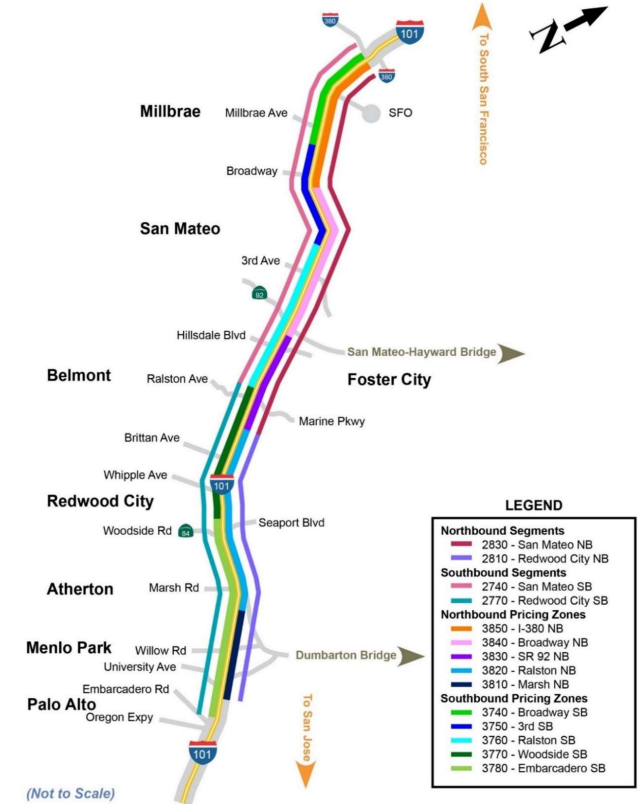 380
101
N
380
To South San Francisco
Millbrae
Millbrae Ave
SFO
Broadway
San Mateo
3rd Ave
92
Hillsdale Blvd
San Mateo-Hayward Bridge
Belmont
Ralston Ave
Foster City
Marine Pkwy
Brittan Ave
Whipple Ave
101
Redwood City
Woodside Rd
84
Seaport Blvd
Atherton
Marsh Rd
Menlo Park
Willow Rd
Dumbarton Bridge
University Ave
Embarcadero Rd
Palo Alto
Oregon Expy
To San Jose
101
(Not to Scale)
LEGEND
Northbound Segments
2830 - San Mateo NB
2810 - Redwood City NB
Southbound Segments
2740 - San Mateo SB
2770 - Redwood City SB
Northbound Pricing Zones
3850 - I-380 NB
3840 - Broadway NB
3830 - SR 92 NB
3820 - Ralston NB
3810 - Marsh NB
Southbound Pricing Zones
3740 - Broadway SB
3750 - 3rd SB
3760 - Ralston SB
3770 - Woodside SB
3780 - Embarcadero SB